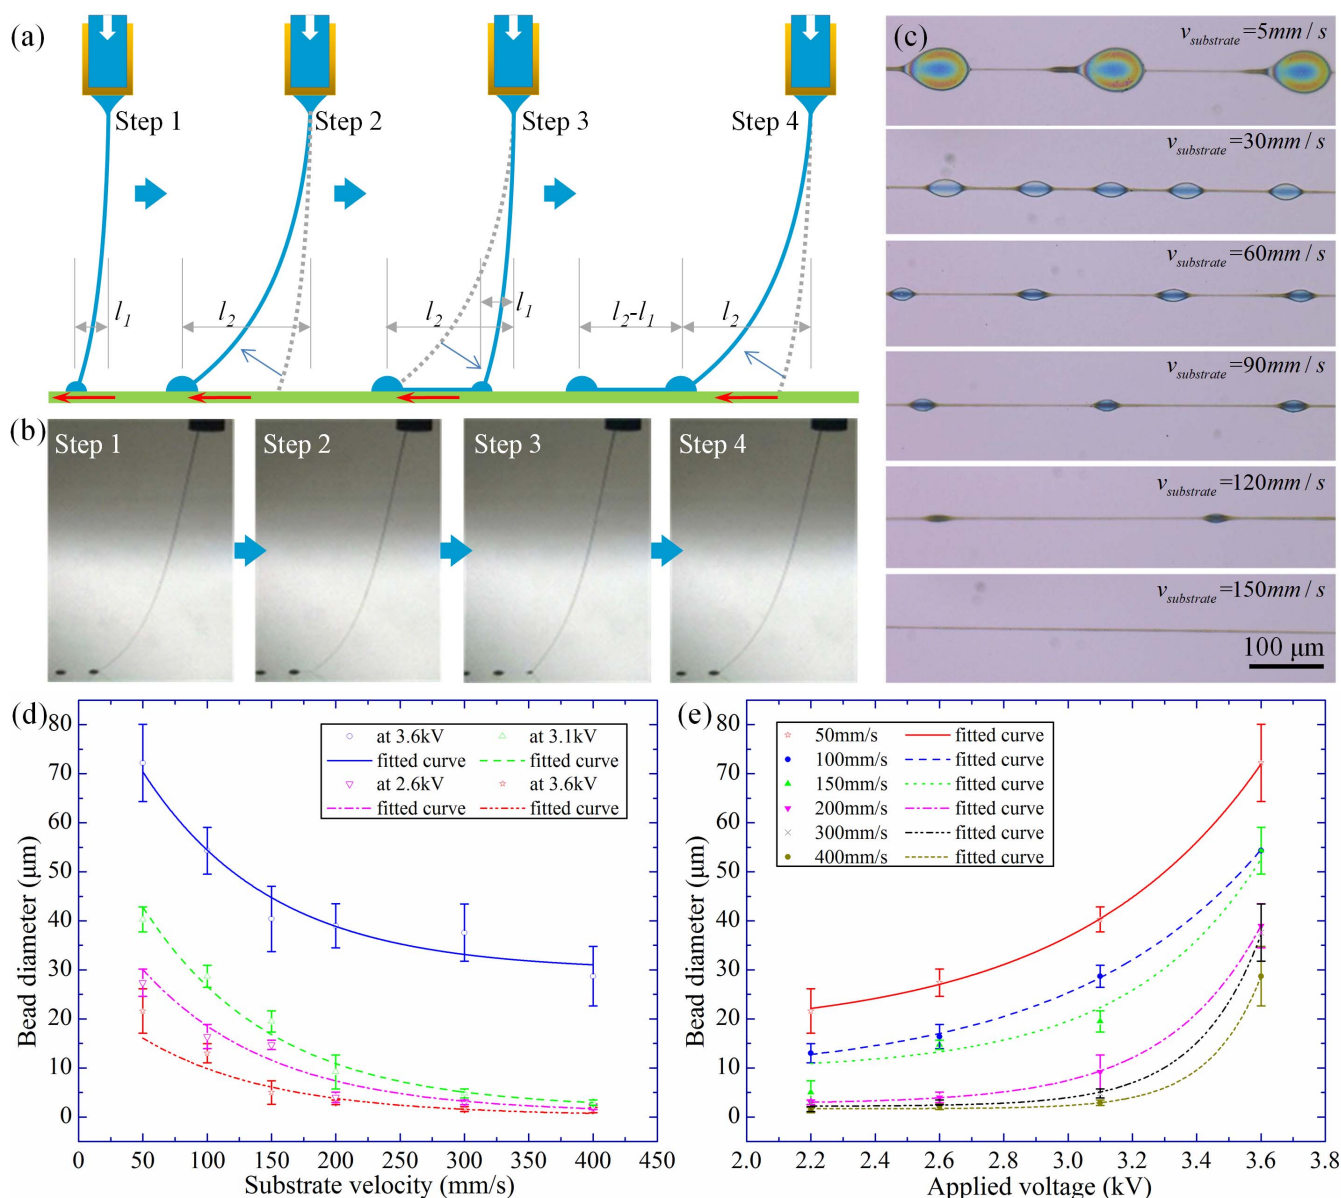 (a)
Step 1
Step 2
Step 3
Step 4
l1
l2
l2
l1
l2-l1
l2
(b)
Step 1
Step 2
Step 3
Step 4
(c)
vsubstrate=5mm / s
vsubstrate=30mm / s
vsubstrate=60mm / s
vsubstrate=90mm / s
vsubstrate=120mm / s
vsubstrate=150mm / s
100 μm
(d)
80
70
60
50
40
30
20
10
0
Bead diameter (μm)
at 3.6kV
at 3.1kV
fitted curve
fitted curve
at 2.6kV
at 3.6kV
fitted curve
fitted curve
0 50 100 150 200 250 300 350 400 450
Substrate velocity (mm/s)
(e)
80
70
60
50
40
30
20
10
0
Bead diameter (μm)
50mm/s fitted curve
100mm/s fitted curve
150mm/s fitted curve
200mm/s fitted curve
300mm/s fitted curve
400mm/s fitted curve
2.0 2.2 2.4 2.6 2.8 3.0 3.2 3.4 3.6 3.8
Applied voltage (kV)